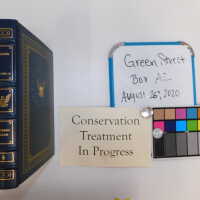 Green Street
Box A2
August 26, 2020
Conservation
Treatment
In Progress